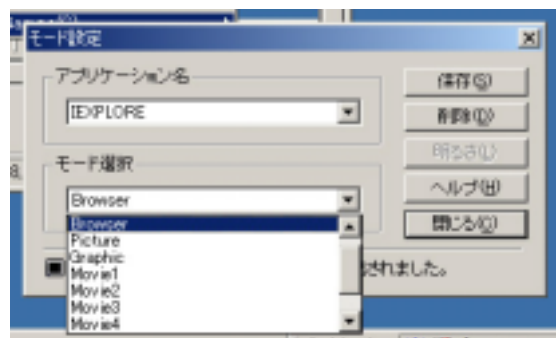 モード設定
アプリケーション名
IEXPLORE
モード選択
Browser
Browser
Picture
Graphic
Movie1
Movie2
Movie3
Movie4
保存(S)
削除(D)
明るさ(L)
ヘルプ(H)
閉じる(C)
されました。